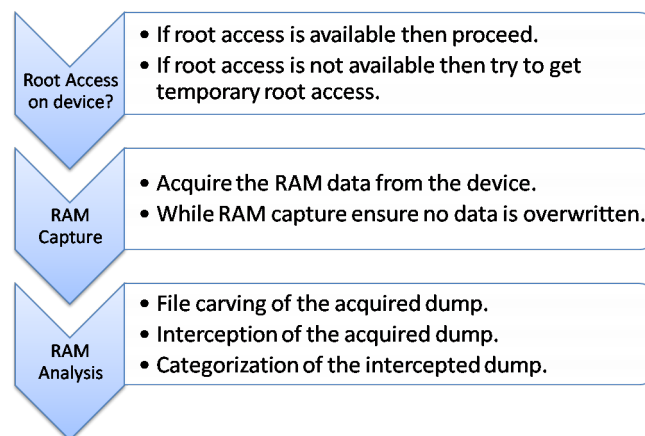 Root Access
on device?
• If root access is available then proceed.
• If root access is not available then try to get
temporary root access.
RAM
Capture
• Acquire the RAM data from the device.
• While RAM capture ensure no data is overwritten.
RAM
Analysis
• File carving of the acquired dump.
• Interception of the acquired dump.
• Categorization of the intercepted dump.